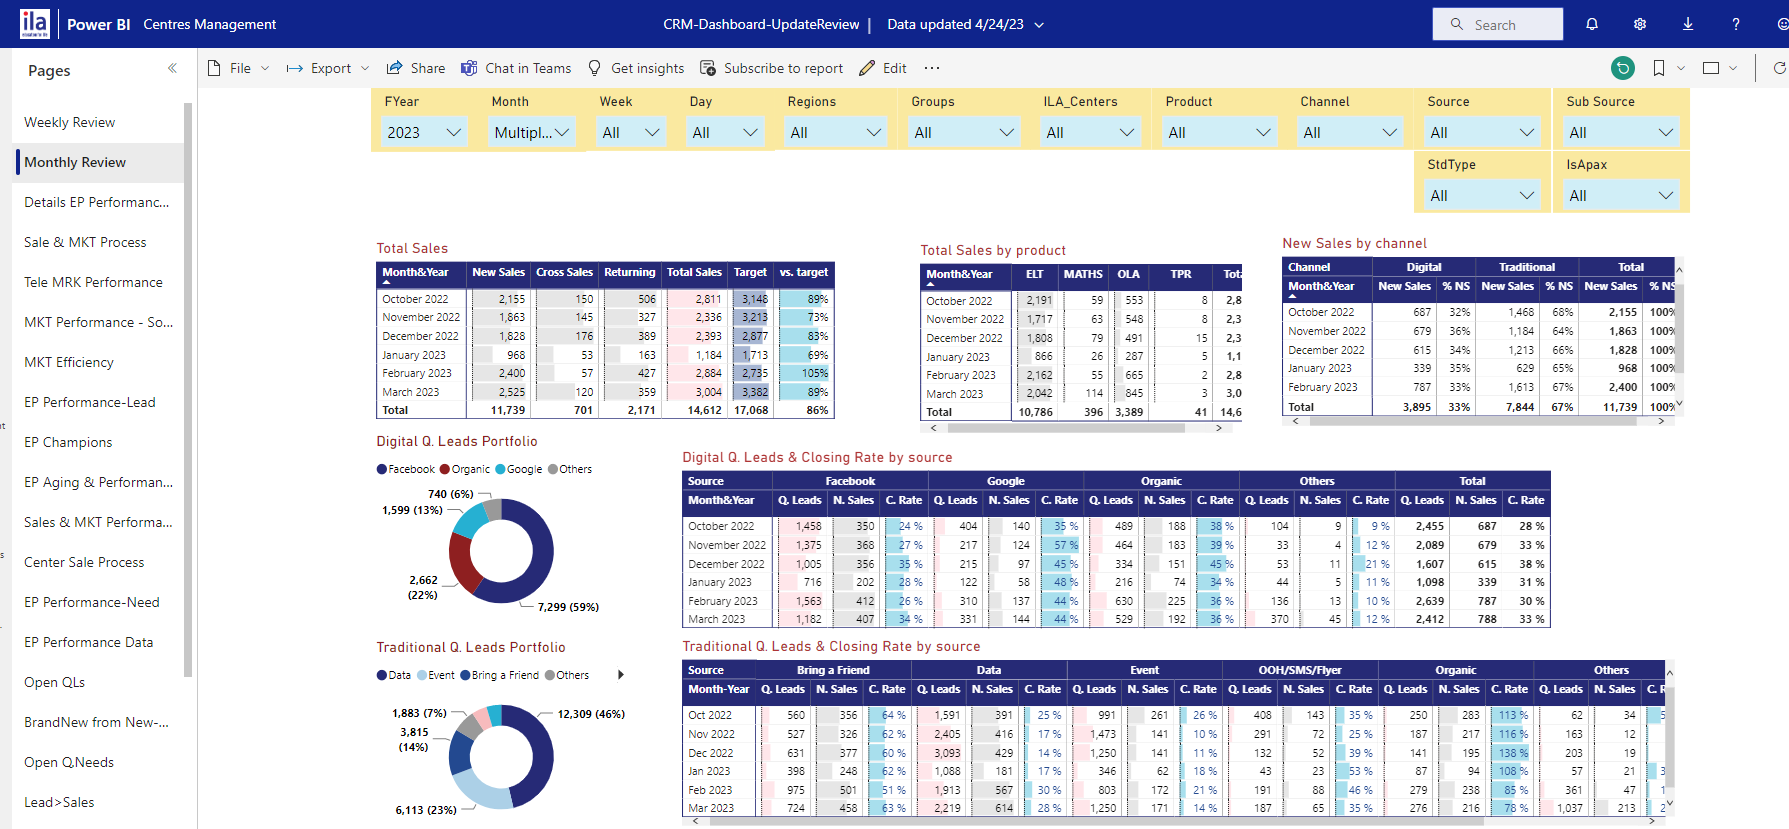 ila Power BI Centres Management CRM-Dashboard-UpdateReview | Data updated 4/24/23 Search
Pages File Export Share Chat in Teams Get insights Subscribe to report Edit ...
Weekly Review
Monthly Review
Details EP Performanc...
Sale & MKT Process
Tele MRK Performance
MKT Performance - So...
MKT Efficiency
EP Performance-Lead
EP Champions
EP Aging & Performan...
Sales & MKT Performa...
Center Sale Process
EP Performance-Need
EP Performance Data
Open QLs
BrandNew from New-...
Open Q.Needs
Lead>Sales
FYear Month Week Day Regions Groups ILA_Centers Product Channel Source Sub Source
2023 Multipl... All All All All All All All All All
StdType IsApax
All All
Total Sales
Month&Year New Sales Cross Sales Returning Total Sales Target vs. target
October 2022 2,155 150 506 2,811 3,148 89%
November 2022 1,863 145 327 2,336 3,213 73%
December 2022 1,828 176 389 2,393 2,877 83%
January 2023 968 53 163 1,184 1,713 69%
February 2023 2,400 57 427 2,884 2,735 105%
March 2023 2,525 120 359 3,004 3,382 89%
Total 11,739 701 2,171 14,612 17,068 86%
Total Sales by product
Month&Year ELT MATHS OLA TPR Tota
October 2022 2,191 59 553 8 2,8
November 2022 1,717 63 548 8 2,3
December 2022 1,808 79 491 15 2,3
January 2023 866 26 287 5 1,1
February 2023 2,162 55 665 2 2,8
March 2023 2,042 114 845 3 3,0
Total 10,786 396 3,389 41 14,6
New Sales by channel
Channel Digital Traditional Total
Month&Year New Sales % NS New Sales % NS New Sales % NS
October 2022 687 32% 1,468 68% 2,155 100%
November 2022 679 36% 1,184 64% 1,863 100%
December 2022 615 34% 1,213 66% 1,828 100%
January 2023 339 35% 629 65% 968 100%
February 2023 787 33% 1,613 67% 2,400 100%
Total 3,895 33% 7,844 67% 11,739 100%
Digital Q. Leads Portfolio
Facebook Organic Google Others
740 (6%)
1,599 (13%)
2,662
(22%)
7,299 (59%)
Digital Q. Leads & Closing Rate by source
Source Facebook Google Organic Others Total
Month&Year Q. Leads N. Sales C. Rate Q. Leads N. Sales C. Rate Q. Leads N. Sales C. Rate Q. Leads N. Sales C. Rate Q. Leads N. Sales C. Rate
October 2022 1,458 350 24 % 404 140 35 % 489 188 38 % 104 9 9 % 2,455 687 28 %
November 2022 1,375 368 27 % 217 124 57 % 464 183 39 % 33 4 12 % 2,089 679 33 %
December 2022 1,005 356 35 % 215 97 45 % 334 151 45 % 53 11 21 % 1,607 615 38 %
January 2023 716 202 28 % 122 58 48 % 216 74 34 % 44 5 11 % 1,098 339 31 %
February 2023 1,563 412 26 % 310 137 44 % 630 225 36 % 136 13 10 % 2,639 787 30 %
March 2023 1,182 407 34 % 331 144 44 % 529 192 36 % 370 45 12 % 2,412 788 33 %
Traditional Q. Leads Portfolio
Data Event Bring a Friend Others
1,883 (7%)
3,815
(14%)
12,309 (46%)
6,113 (23%)
Traditional Q. Leads & Closing Rate by source
Source Bring a Friend Data Event OOH/SMS/Flyer Organic Others
Month-Year Q. Leads N. Sales C. Rate Q. Leads N. Sales C. Rate Q. Leads N. Sales C. Rate Q. Leads N. Sales C. Rate Q. Leads N. Sales C. Rate Q. Leads N. Sales C. R
Oct 2022 560 356 64 % 1,591 391 25 % 991 261 26 % 408 143 35 % 250 283 113 % 62 34 5
Nov 2022 527 326 62 % 2,405 416 17 % 1,473 141 10 % 291 72 25 % 187 217 116 % 163 12
Dec 2022 631 377 60 % 3,093 429 14 % 1,250 141 11 % 132 52 39 % 141 195 138 % 203 19
Jan 2023 398 248 62 % 1,088 181 17 % 346 62 18 % 43 23 53 % 87 94 108 % 57 21 3
Feb 2023 975 501 51 % 1,913 567 30 % 803 172 21 % 191 88 46 % 279 238 85 % 361 47 1
Mar 2023 724 458 63 % 2,219 614 28 % 1,250 171 14 % 187 65 35 % 276 216 78 % 1,037 213 2